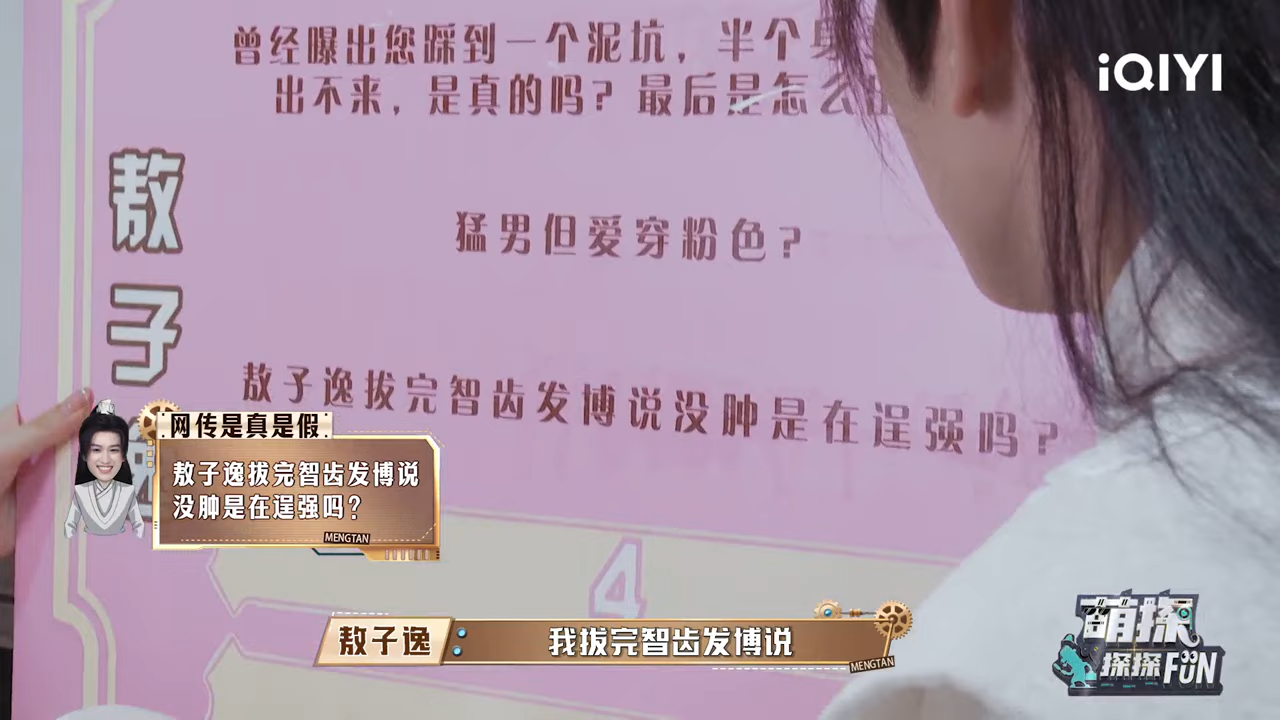 曾经曝出您踩到一个泥坑，半个
出不来，是真的吗？最后是怎么
iQIYI
敖子
猛男但爱穿粉色？
敖子逸拔完智齿发博说没肿是在逞强吗？
网传是真是假
敖子逸拔完智齿发博说
没肿是在逞强吗？
MENGTAN
4
敖子逸：我拔完智齿发博说
MENGTAN
萌探
探探FUN